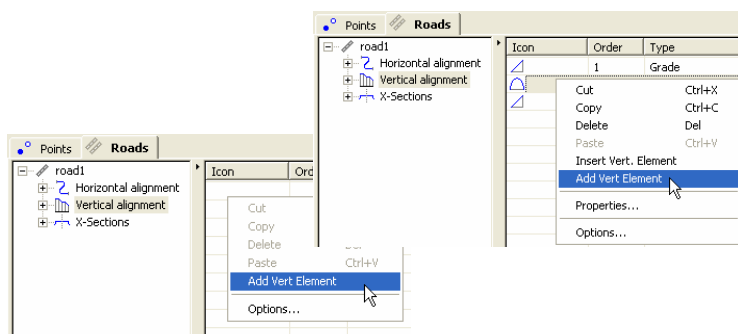 Points Roads
road1
Horizontal alignment
Vertical alignment
X-Sections
Icon Order Type
1 Grade
Cut Ctrl+X
Copy Ctrl+C
Delete Del
Paste Ctrl+V
Insert Vert. Element
Add Vert Element
Properties...
Options...
Points Roads
road1
Horizontal alignment
Vertical alignment
X-Sections
Icon Ord
Cut
Copy
Delete
Paste Ctrl+V
Add Vert Element
Options...